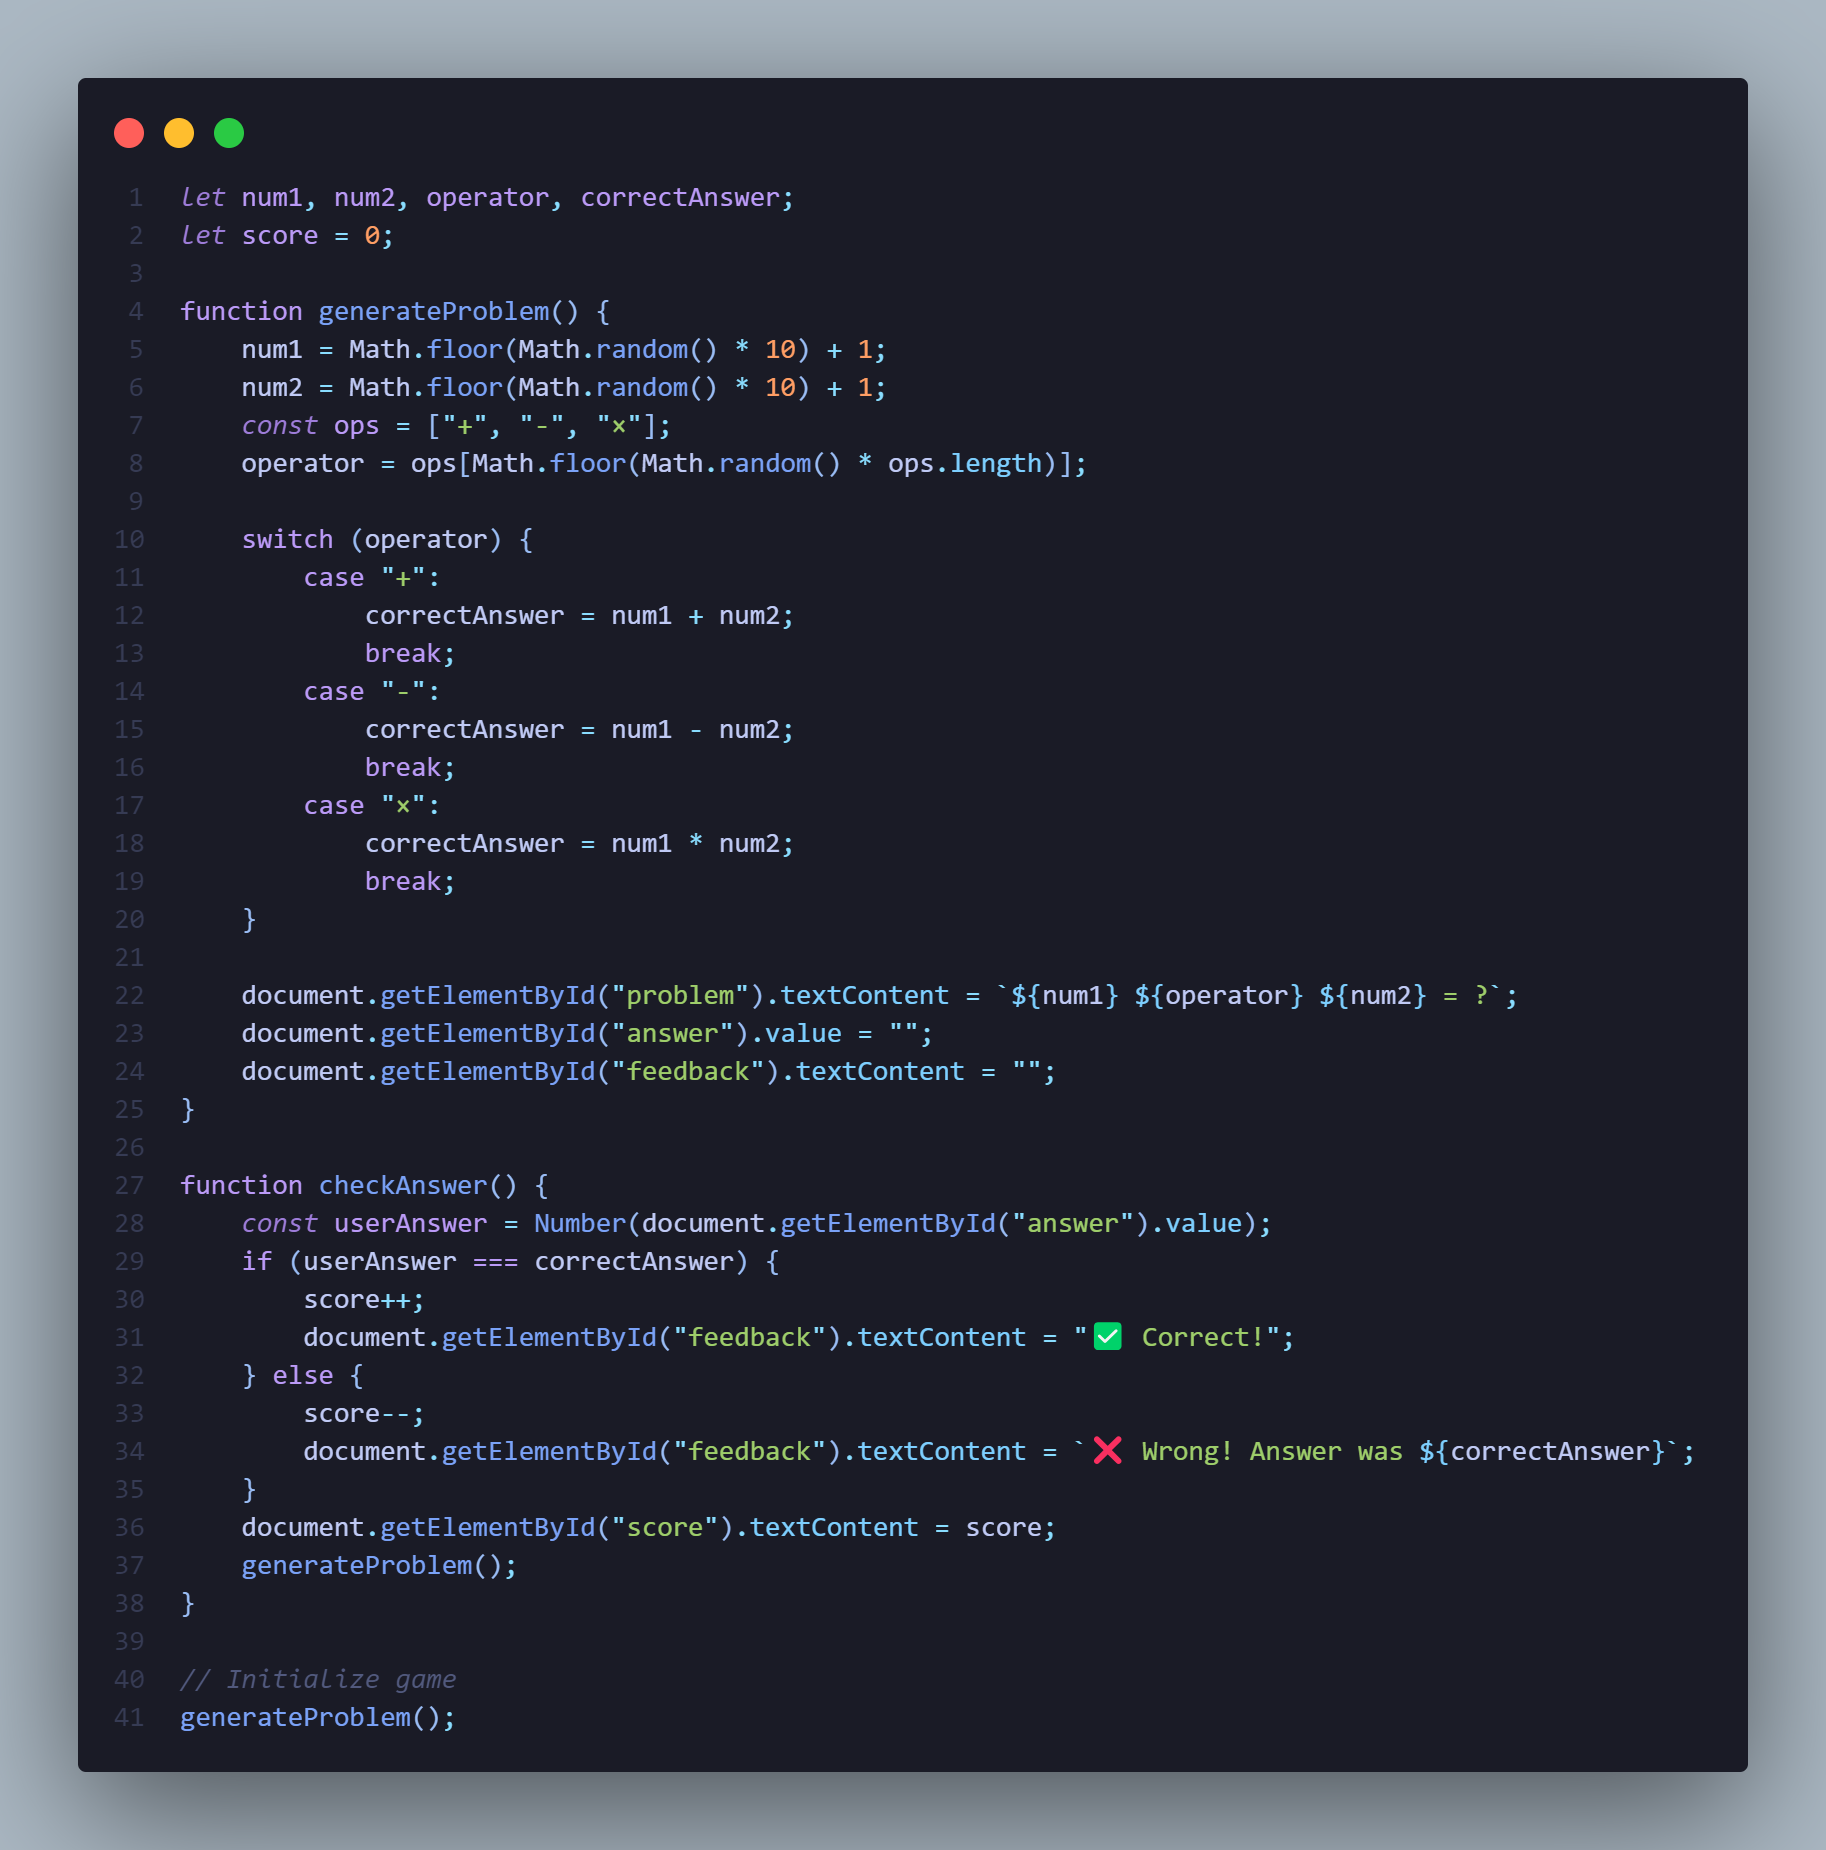 1 let num1, num2, operator, correctAnswer;
2 let score = 0;
3
4 function generateProblem() {
5     num1 = Math.floor(Math.random() * 10) + 1;
6     num2 = Math.floor(Math.random() * 10) + 1;
7     const ops = ["+", "-", "×"];
8     operator = ops[Math.floor(Math.random() * ops.length)];
9
10     switch (operator) {
11         case "+":
12             correctAnswer = num1 + num2;
13             break;
14         case "-":
15             correctAnswer = num1 - num2;
16             break;
17         case "×":
18             correctAnswer = num1 * num2;
19             break;
20     }
21
22     document.getElementById("problem").textContent = `${num1} ${operator} ${num2} = ?`;
23     document.getElementById("answer").value = "";
24     document.getElementById("feedback").textContent = "";
25 }
26
27 function checkAnswer() {
28     const userAnswer = Number(document.getElementById("answer").value);
29     if (userAnswer === correctAnswer) {
30         score++;
31         document.getElementById("feedback").textContent = "✅ Correct!";
32     } else {
33         score--;
34         document.getElementById("feedback").textContent = `❌ Wrong! Answer was ${correctAnswer}`;
35     }
36     document.getElementById("score").textContent = score;
37     generateProblem();
38 }
39
40 // Initialize game
41 generateProblem();